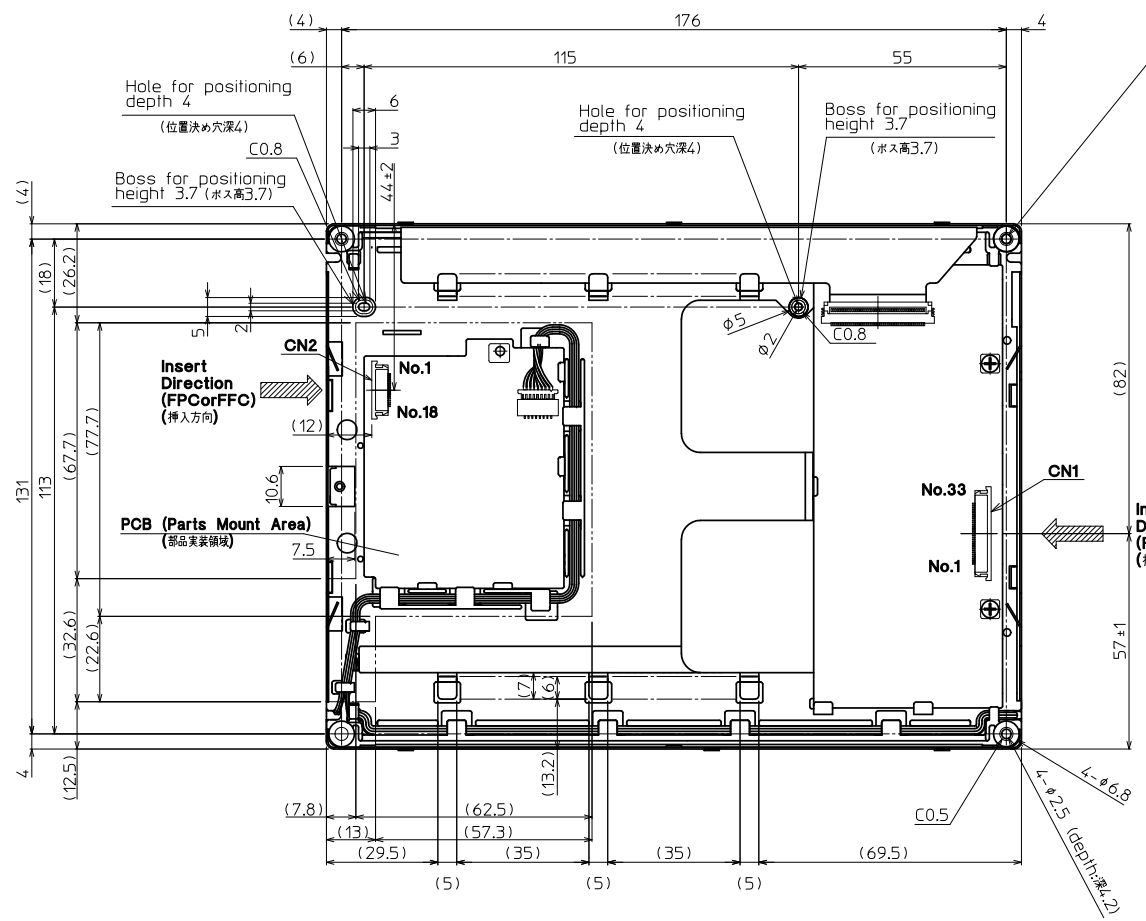 (4)
176
4
(6)
115
55
Hole for positioning
depth 4
(位置決め穴深4)
6
3
C0.8
44±2
Boss for positioning
height 3.7 (ボス高3.7)
Hole for positioning
depth 4
(位置決め穴深4)
Boss for positioning
height 3.7
(ボス高3.7)
(4)
(18)
(26.2)
5
2
φ5
φ2
C0.8
CN2
No.1
No.18
Insert
Direction
(FPCorFFC)
(挿入方向)
(12)
(82)
(77.7)
(67.7)
131
113
10.6
PCB (Parts Mount Area)
(部品実装領域)
7.5
CN1
No.33
No.1
In
D
(F
(挿
57±1
(32.6)
(22.6)
(7)
(6)
4
(12.5)
(13.2)
(7.8)
(62.5)
(13)
(57.3)
(29.5)
(35)
(35)
(69.5)
(5)
(5)
(5)
C0.5
4-φ6.8
4-φ2.5 (depth:深4.2)